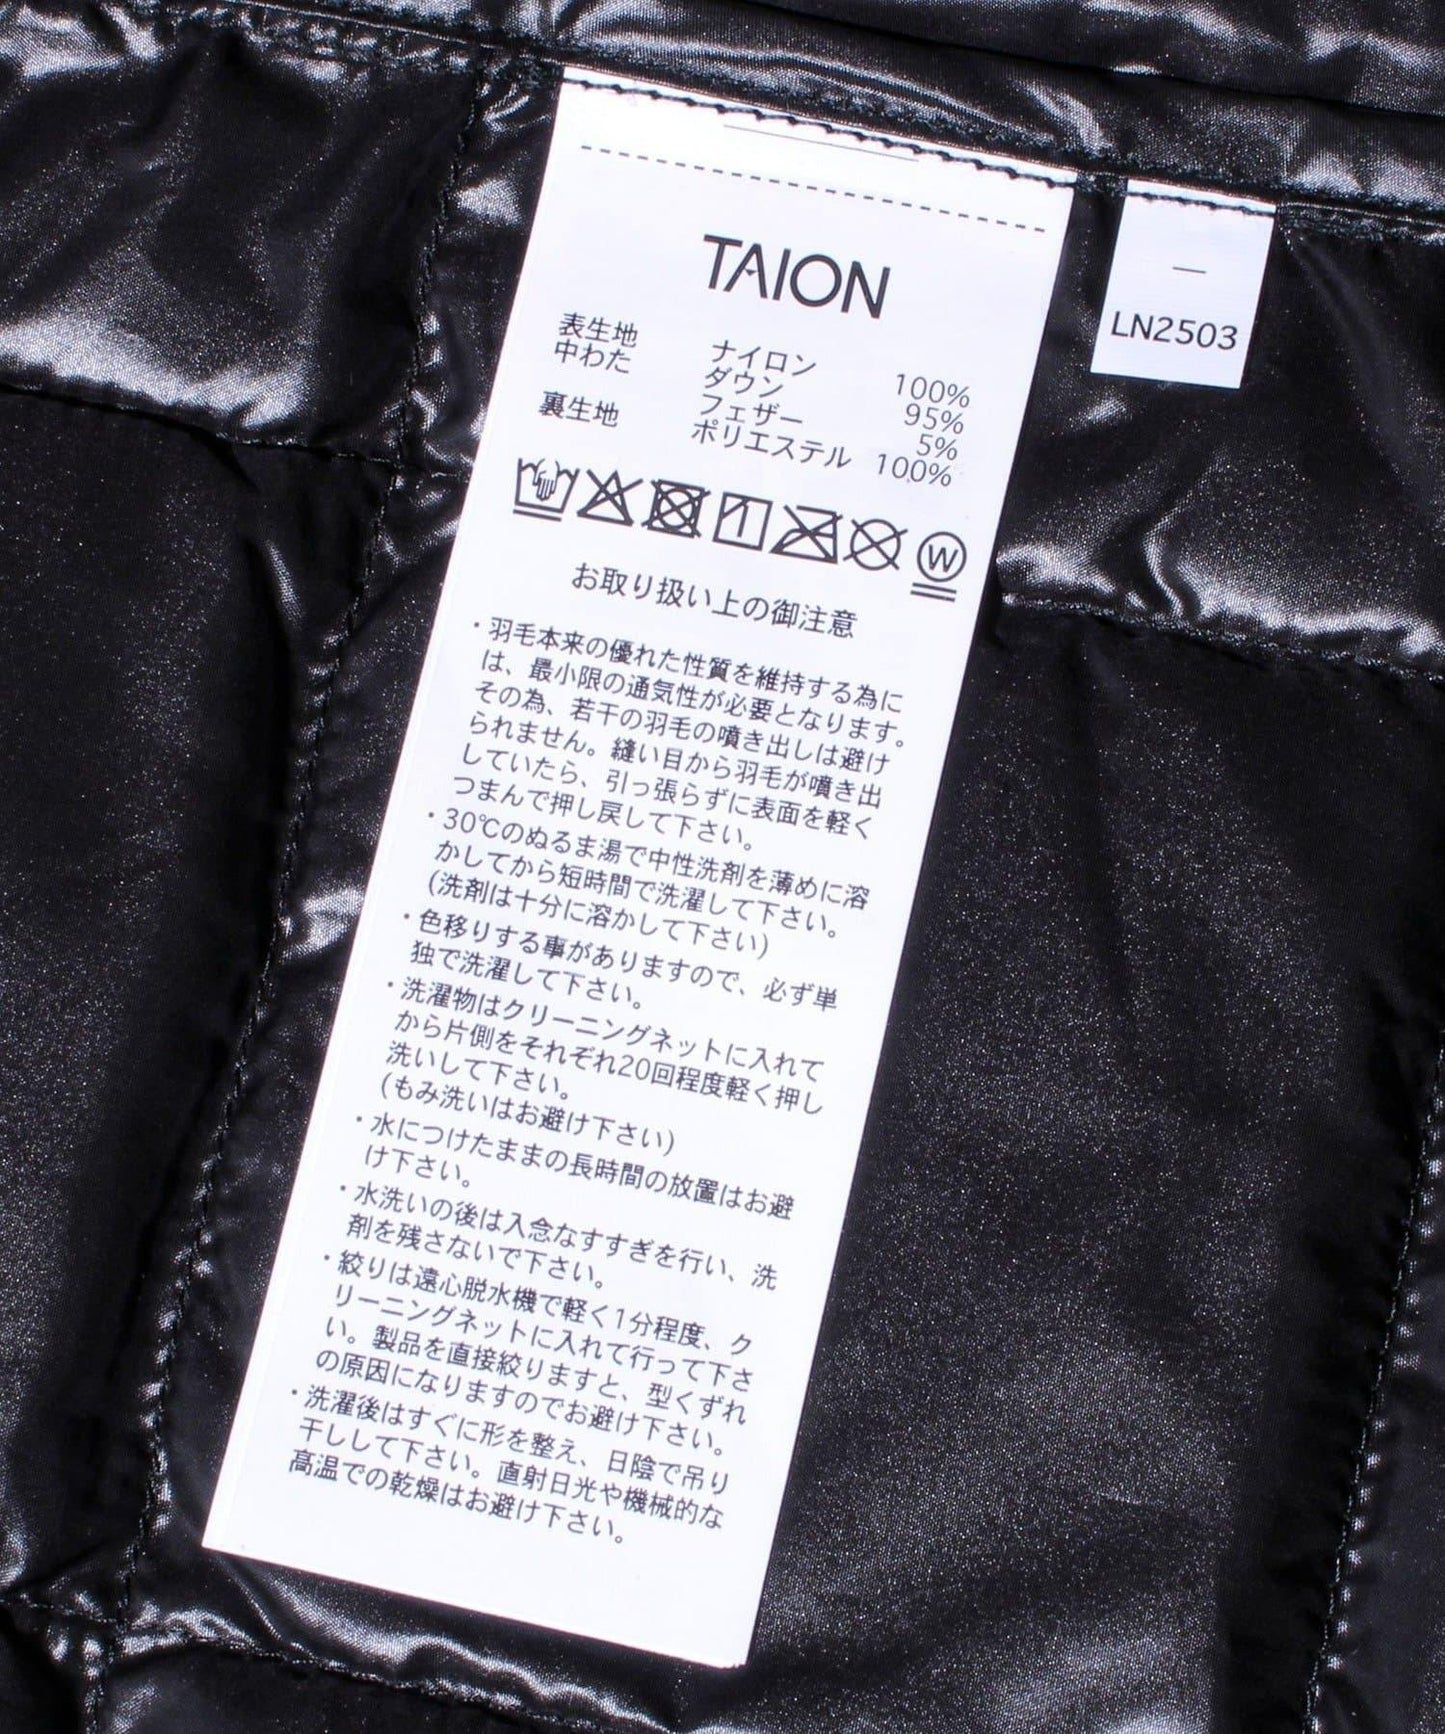 TAION
表生地 ナイロン 100%
中わた ダウン 95%
フェザー 5%
裏生地 ポリエステル 100%
W
お取り扱い上の御注意
・羽毛本来の優れた性質を維持する為に
は、最小限の通気性が必要となります。
その為、若干の羽毛の噴き出しは避け
られません。縫い目から羽毛が噴き出
していたら、引っ張らずに表面を軽く
つまんで押し戻して下さい。
・30℃のぬるま湯で中性洗剤を薄めに溶
かしてから短時間で洗濯して下さい。
(洗剤は十分に溶かして下さい)
・色移りする事がありますので、必ず単
独で洗濯して下さい。
・洗濯物はクリーニングネットに入れて
から片側をそれぞれ20回程度軽く押し
洗いして下さい。
(もみ洗いはお避け下さい)
・水につけたままの長時間の放置はお避
け下さい。
・水洗いの後は入念なすすぎを行い、洗
剤を残さないで下さい。
・絞りは遠心脱水機で軽く1分程度、ク
リーニングネットに入れて行って下さ
い。製品を直接絞りますと、型くずれ
の原因になりますのでお避け下さい。
・洗濯後はすぐに形を整え、日陰で吊り
干しして下さい。直射日光や機械的な
高温での乾燥はお避け下さい。
—
LN2503